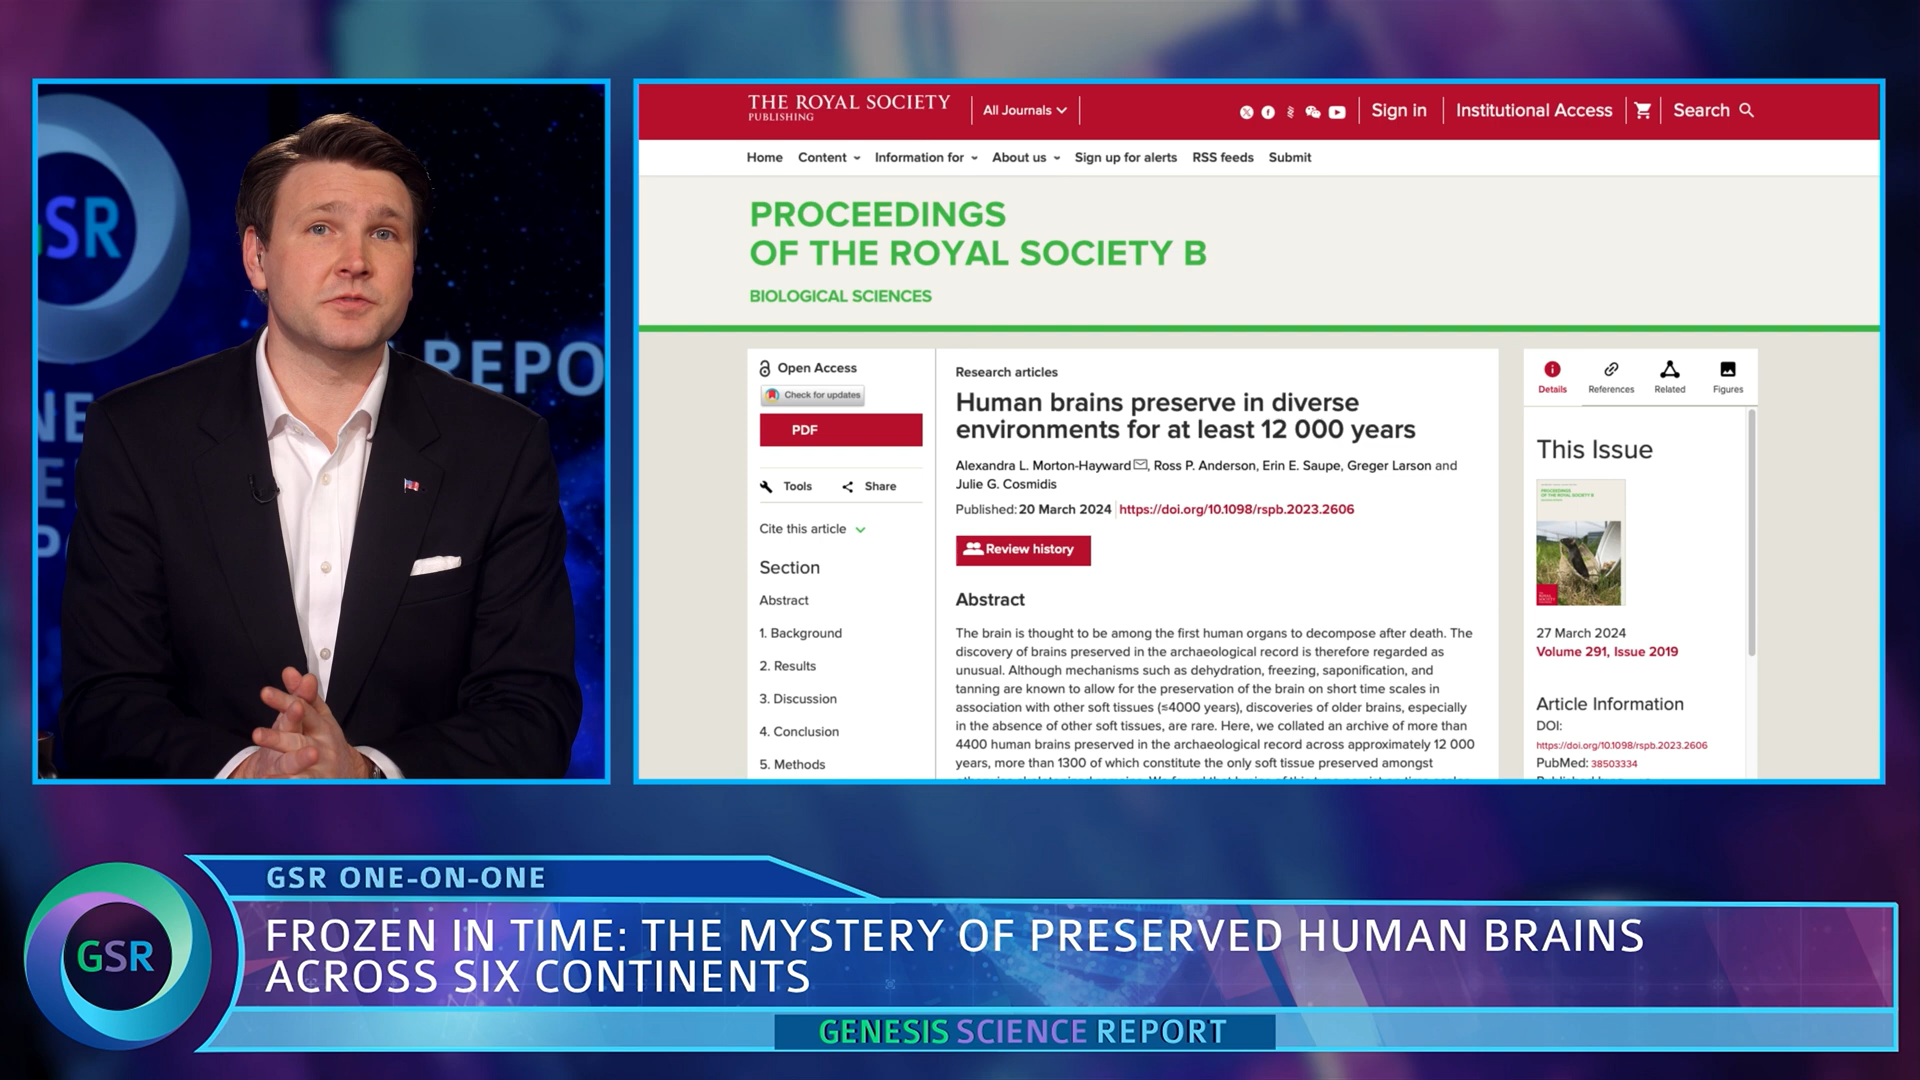 GSR
REPO
NE
E
P
THE ROYAL SOCIETY
PUBLISHING
All Journals
Sign in
Institutional Access
Search
Home
Content
Information for
About us
Sign up for alerts
RSS feeds
Submit
PROCEEDINGS
OF THE ROYAL SOCIETY B
BIOLOGICAL SCIENCES
Open Access
Check for updates
PDF
Tools
Share
Cite this article
Section
Abstract
1. Background
2. Results
3. Discussion
4. Conclusion
5. Methods
Research articles
Human brains preserve in diverse
environments for at least 12 000 years
Alexandra L. Morton-Hayward, Ross P. Anderson, Erin E. Saupe, Greger Larson and
Julie G. Cosmidis
Published: 20 March 2024 https://doi.org/10.1098/rspb.2023.2606
Review history
Abstract
The brain is thought to be among the first human organs to decompose after death. The
discovery of brains preserved in the archaeological record is therefore regarded as
unusual. Although mechanisms such as dehydration, freezing, saponification, and
tanning are known to allow for the preservation of the brain on short time scales in
association with other soft tissues (≤4000 years), discoveries of older brains, especially
in the absence of other soft tissues, are rare. Here, we collated an archive of more than
4400 human brains preserved in the archaeological record across approximately 12 000
years, more than 1300 of which constitute the only soft tissue preserved amongst
Details
References
Related
Figures
This Issue
PROCEEDINGS
OF THE ROYAL SOCIETY B
27 March 2024
Volume 291, Issue 2019
Article Information
DOI:
https://doi.org/10.1098/rspb.2023.2606
PubMed: 38503334
GSR ONE-ON-ONE
GSR
FROZEN IN TIME: THE MYSTERY OF PRESERVED HUMAN BRAINS
ACROSS SIX CONTINENTS
GENESIS SCIENCE REPORT